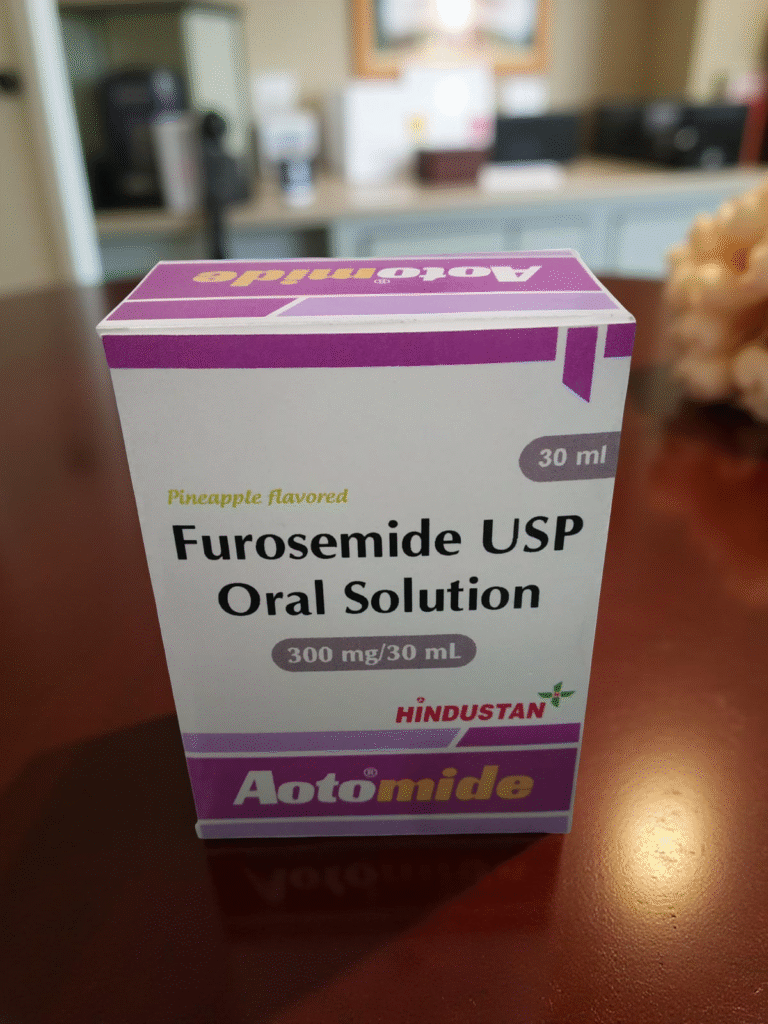 Aotomide®
30 ml
Pineapple flavored
Furosemide USP
Oral Solution
300 mg/30 mL
HINDUSTAN
Aotomide®